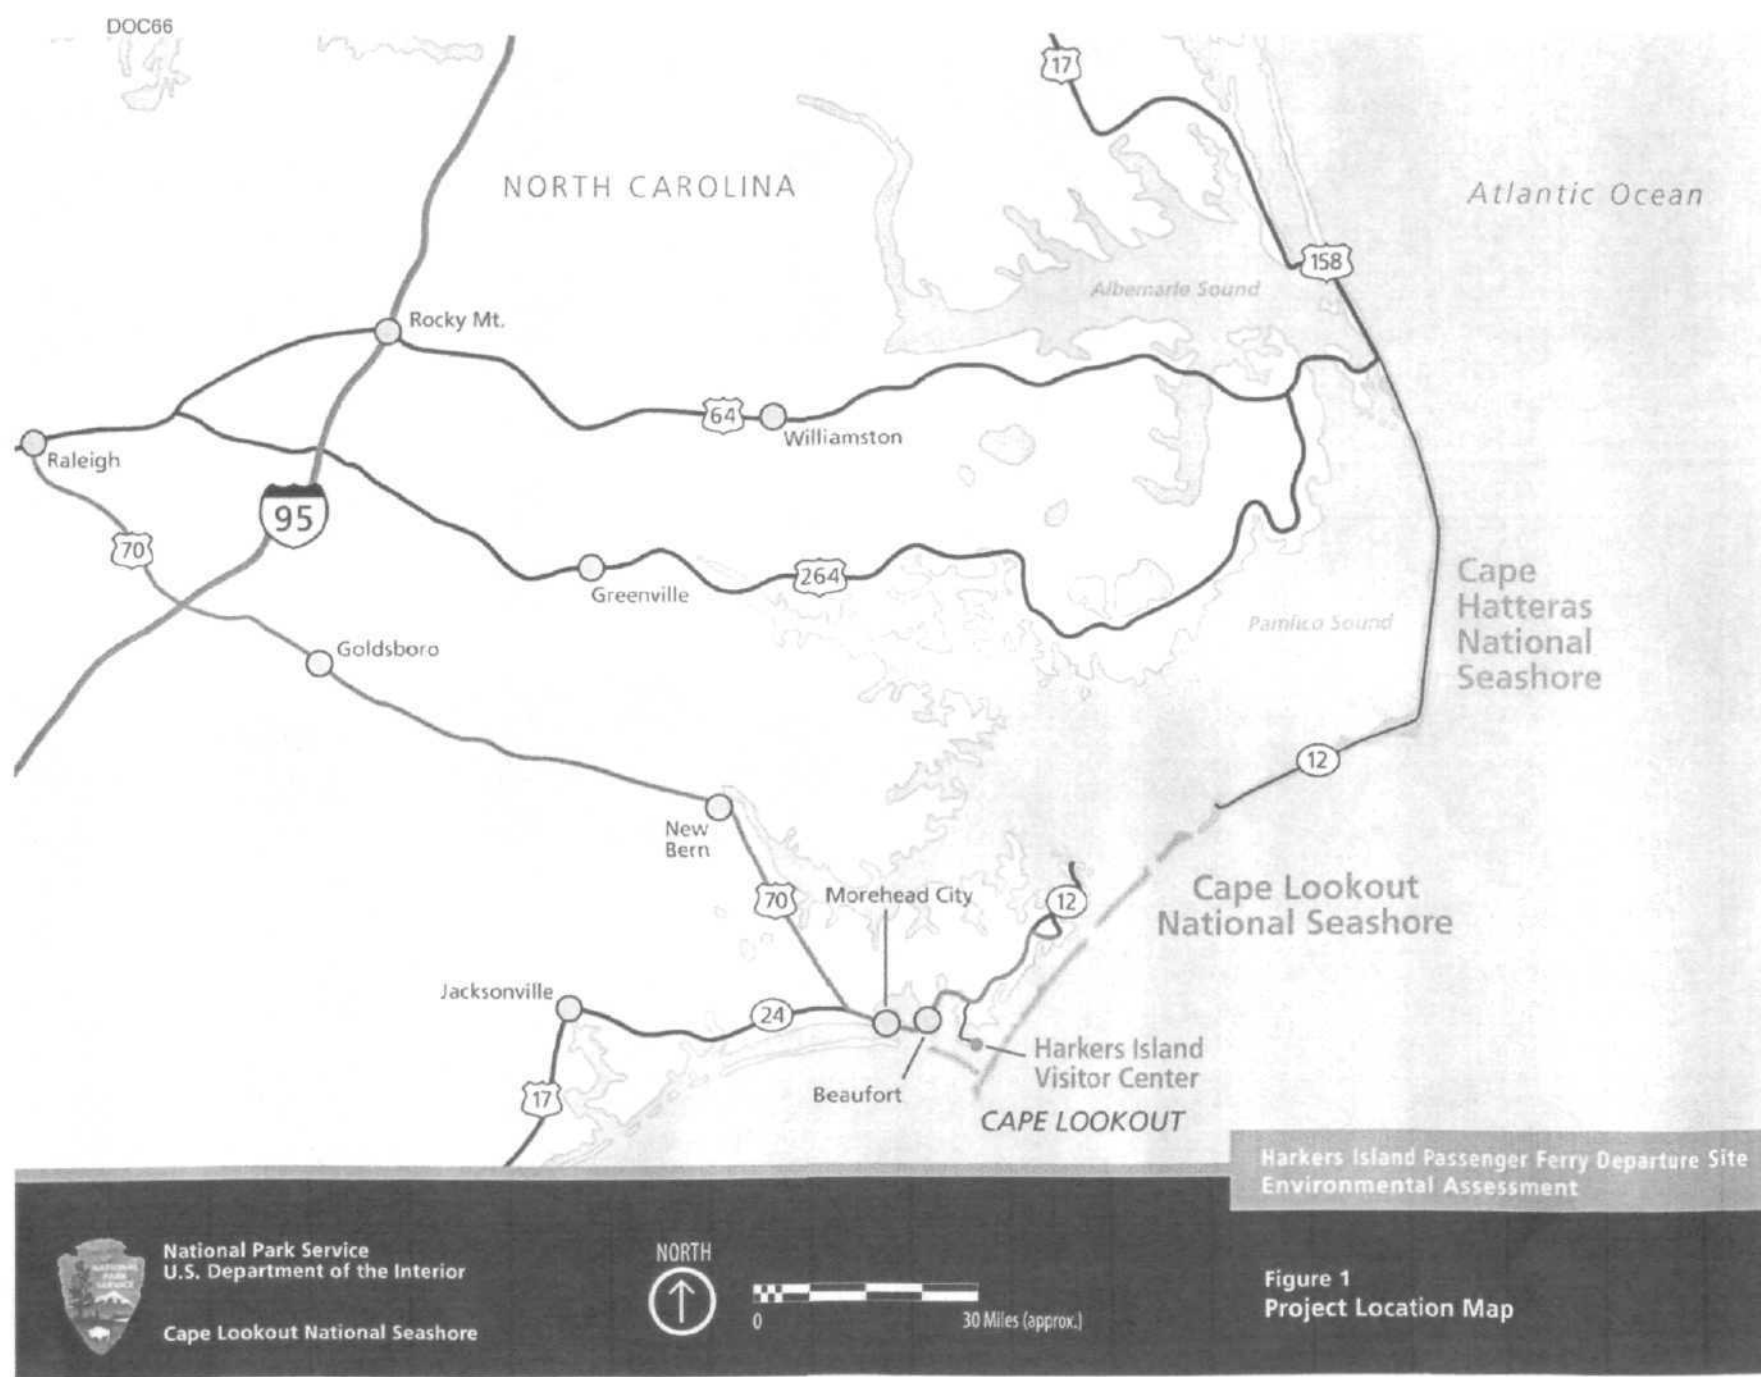 DOC66
17
NORTH CAROLINA
Atlantic Ocean
158
Albemarle Sound
Rocky Mt.
64
Williamston
Raleigh
95
70
264
Greenville
Cape
Hatteras
National
Seashore
Pamlico Sound
Goldsboro
12
New
Bern
70
Morehead City
12
Cape Lookout
National Seashore
Jacksonville
24
Harkers Island
Visitor Center
17
Beaufort
CAPE LOOKOUT
Harkers Island Passenger Ferry Departure Site
Environmental Assessment
NATIONAL
PARK
SERVICE
National Park Service
U.S. Department of the Interior
Cape Lookout National Seashore
NORTH
0
30 Miles (approx.)
Figure 1
Project Location Map